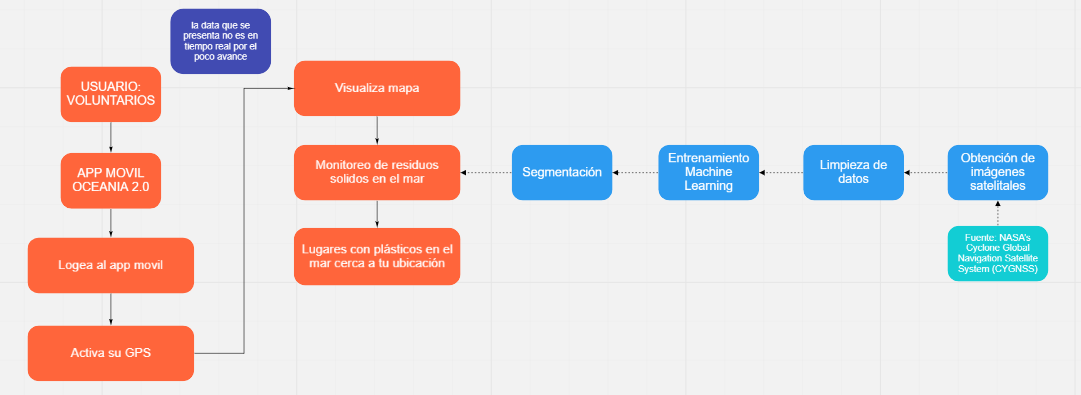 la data que se
presenta no es en
tiempo real por el
poco avance
USUARIO:
VOLUNTARIOS
APP MOVIL
OCEANIA 2.0
Logea al app movil
Activa su GPS
Visualiza mapa
Monitoreo de residuos
solidos en el mar
Lugares con plásticos en el
mar cerca a tu ubicación
Segmentación
Entrenamiento
Machine
Learning
Limpieza de
datos
Obtención de
imágenes
satelitales
Fuente: NASA's
Cyclone Global
Navigation Satellite
System (CYGNSS)